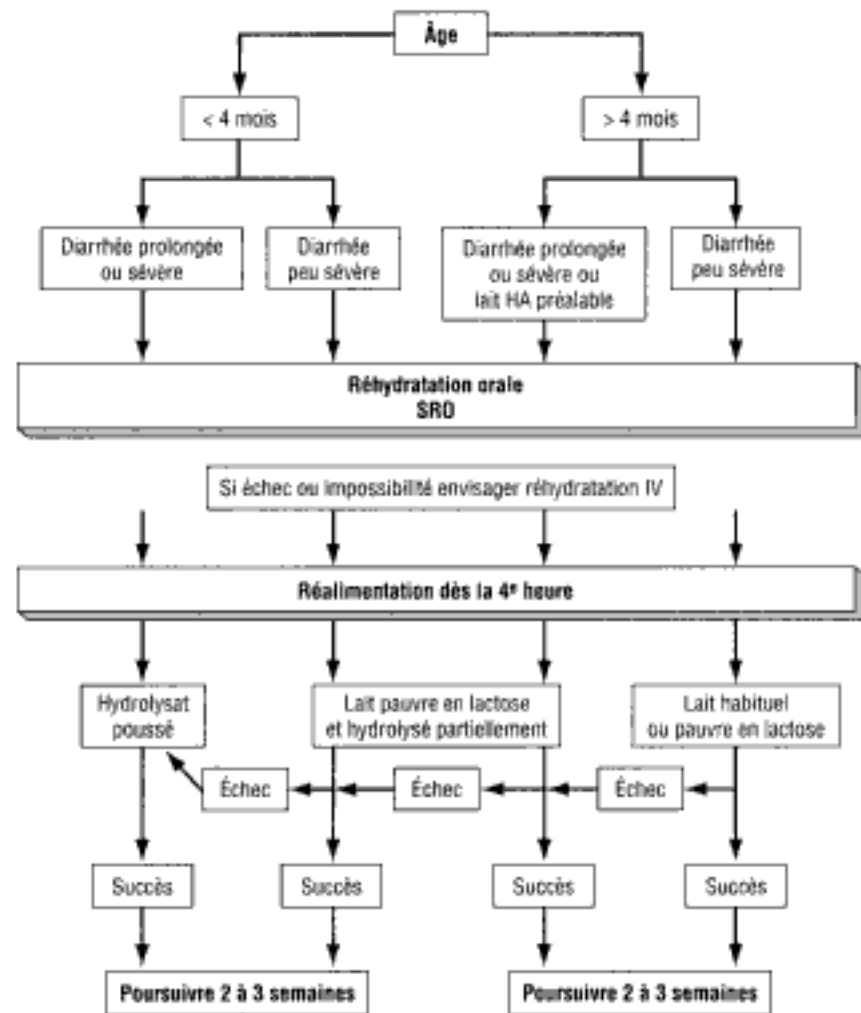 Âge
< 4 mois
> 4 mois
Diarrhée prolongée
ou sévère
Diarrhée
peu sévère
Diarrhée prolongée
ou sévère ou
lait HA préalable
Diarrhée
peu sévère
Réhydratation orale
SRO
Si échec ou impossibilité envisager réhydratation IV
Réalimentation dès la 4e heure
Hydrolysat
poussé
Lait pauvre en lactose
et hydrolysé partiellement
Lait habituel
ou pauvre en lactose
Échec
Échec
Échec
Succès
Succès
Succès
Succès
Poursuivre 2 à 3 semaines
Poursuivre 2 à 3 semaines